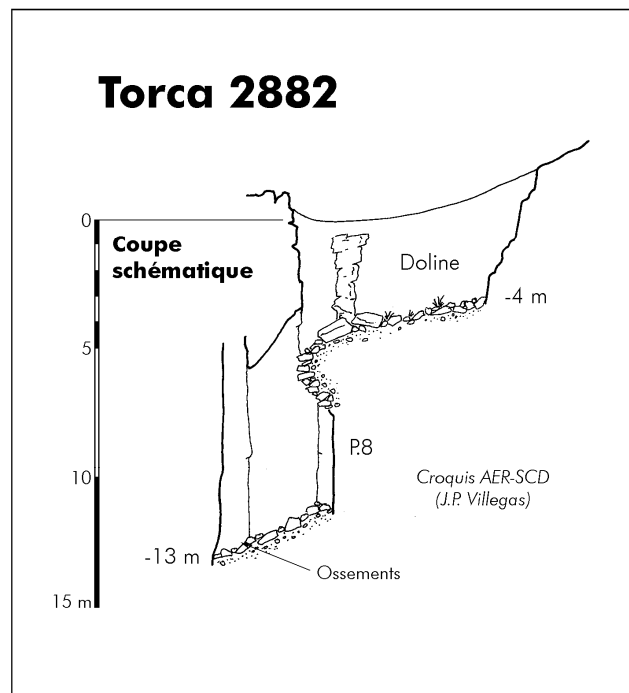 Torca 2882
0
Coupe
schématique
Doline
-4 m
5
P.8
10
Croquis AER-SCD
(J.P. Villegas)
-13 m
Ossements
15 m